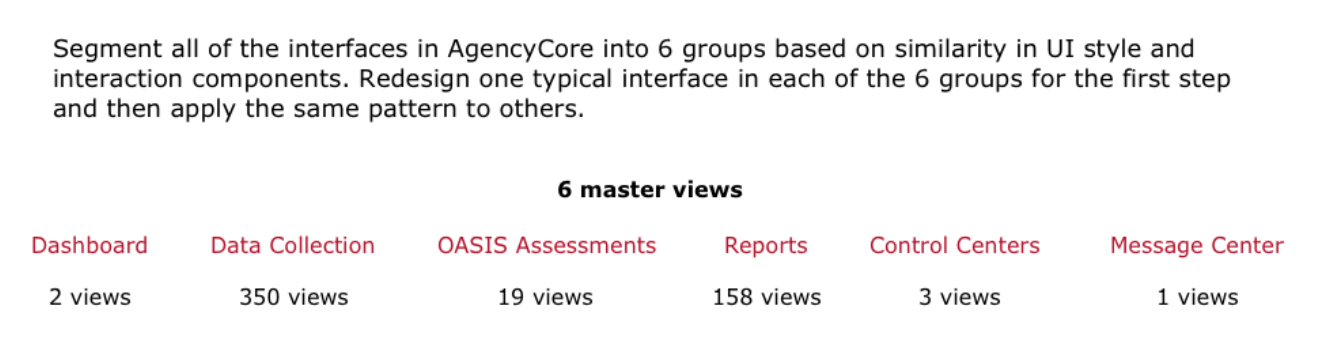 Segment all of the interfaces in AgencyCore into 6 groups based on similarity in UI style and
interaction components. Redesign one typical interface in each of the 6 groups for the first step
and then apply the same pattern to others.
6 master views
Dashboard Data Collection OASIS Assessments Reports Control Centers Message Center
2 views 350 views 19 views 158 views 3 views 1 views